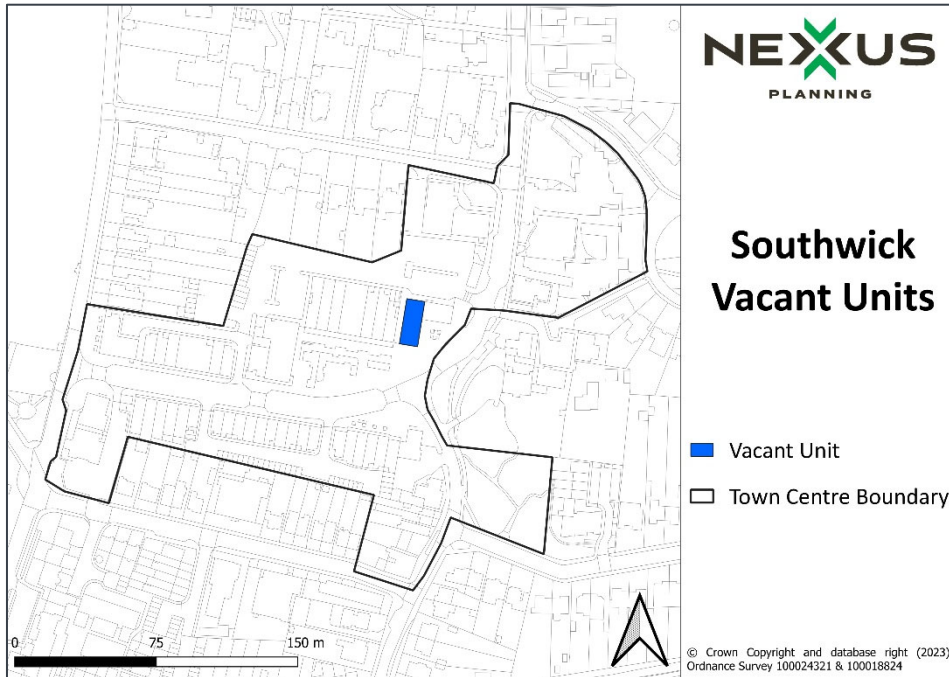 NEXUS
PLANNING
Southwick
Vacant Units
Vacant Unit
Town Centre Boundary
0 75 150 m
© Crown Copyright and database right (2023)
Ordnance Survey 100024321 & 100018824